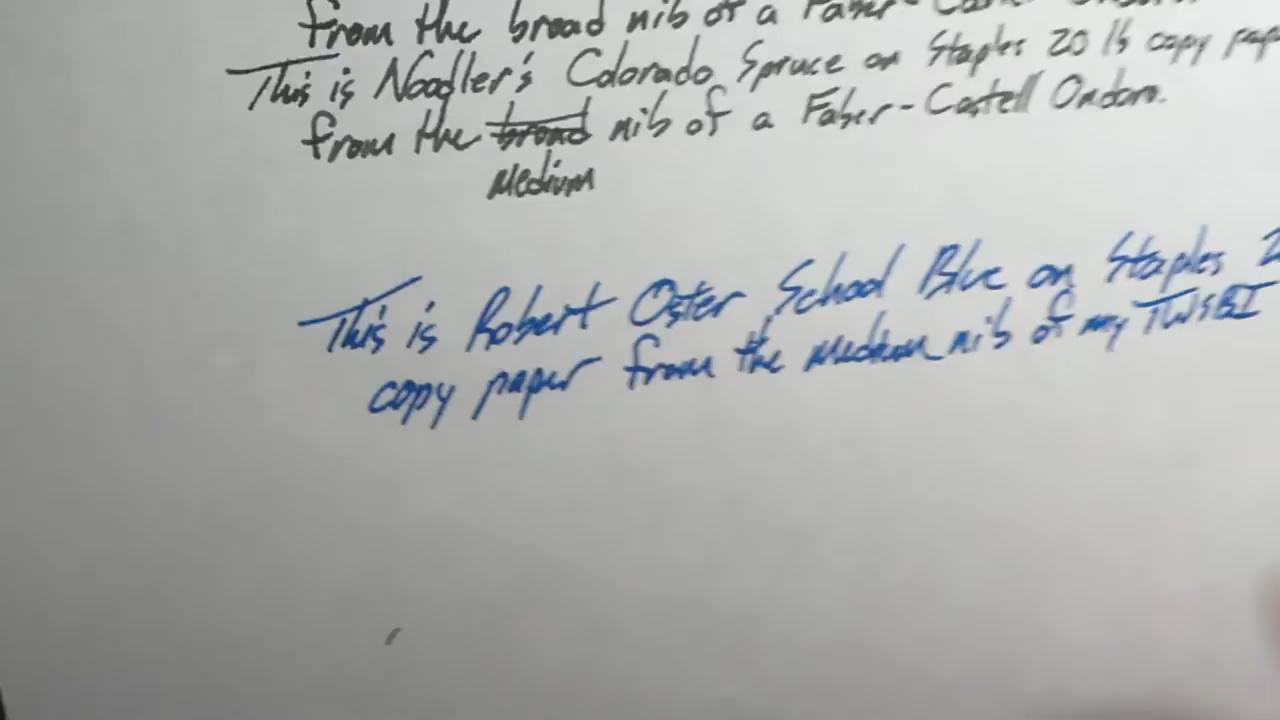 from the broad nib of a Faber-
This is Noodler's Colorado Spruce on Staples 20 lb copy
from the broad nib of a Faber-Castell Ondoro.
Medium
This is Robert Oster School Blue on Staples
copy paper from the medium nib of my TWSBI